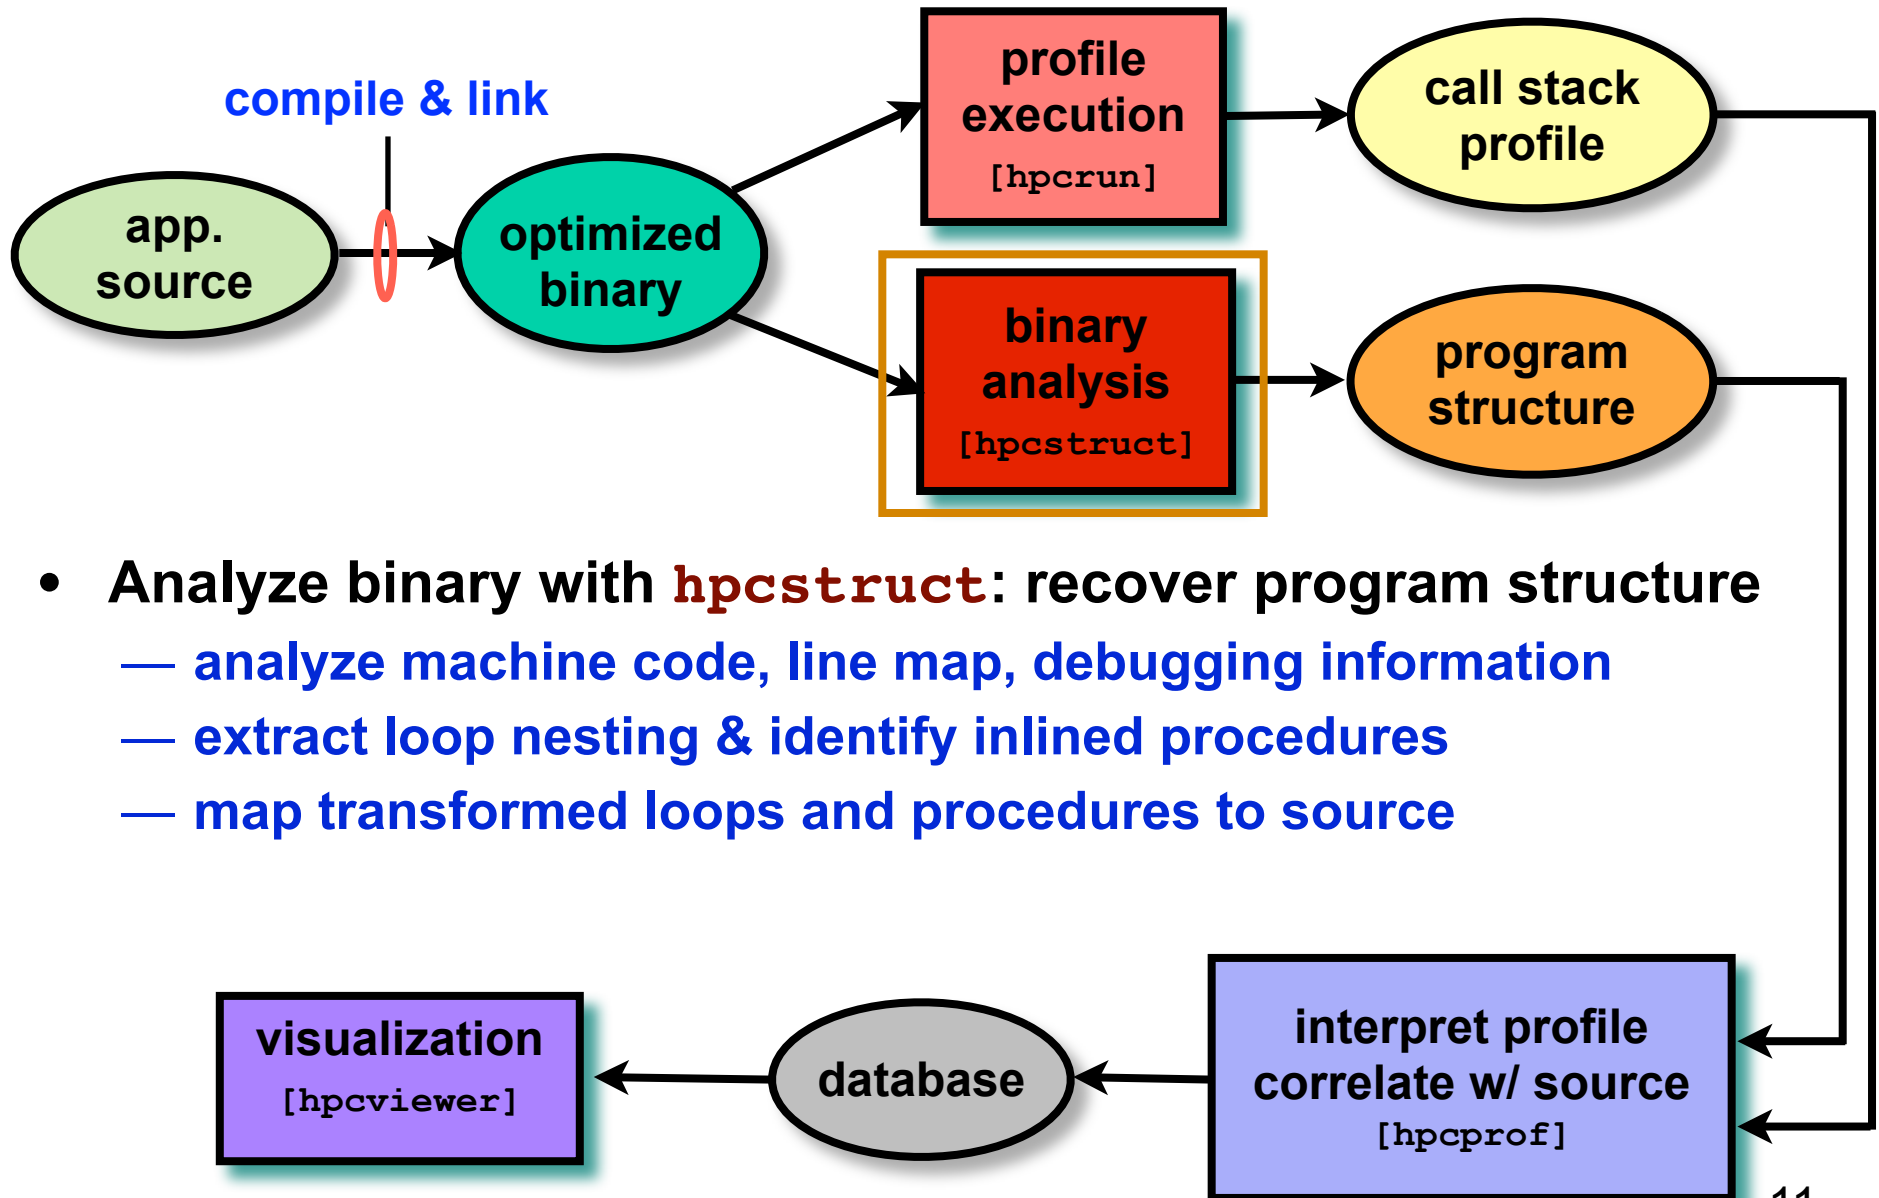 compile & link
app.
source
optimized
binary
profile
execution
[hpcrun]
call stack
profile
binary
analysis
[hpcstruct]
program
structure
• Analyze binary with hpcstruct: recover program structure
— analyze machine code, line map, debugging information
— extract loop nesting & identify inlined procedures
— map transformed loops and procedures to source
visualization
[hpcviewer]
database
interpret profile
correlate w/ source
[hpcprof]
11